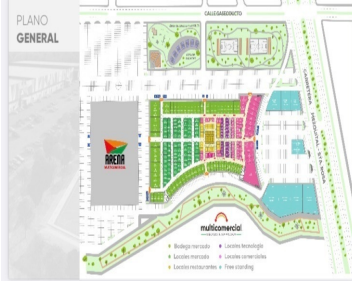 PLANO
GENERAL
CALLE GASEODUCTO
CARRETERA
ARENA
multicomercial
Bodega mercado
Locales tecnología
Locales mercado
Locales comerciales
Locales restaurantes
Free standing